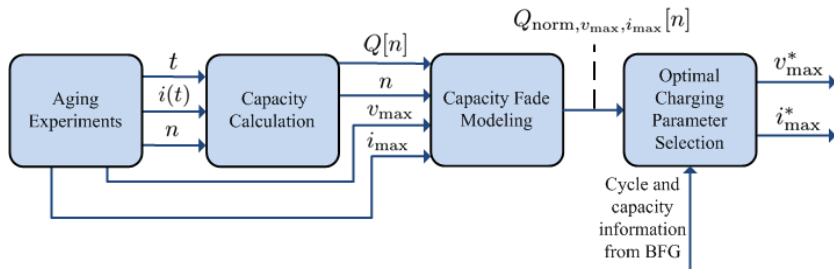 Q_norm,v_max,i_max[n]
Aging
Experiments
t
i(t)
n
Capacity
Calculation
Q[n]
n
v_max
i_max
Capacity Fade
Modeling
Optimal
Charging
Parameter
Selection
v*_max
i*_max
Cycle and
capacity
information
from BFG